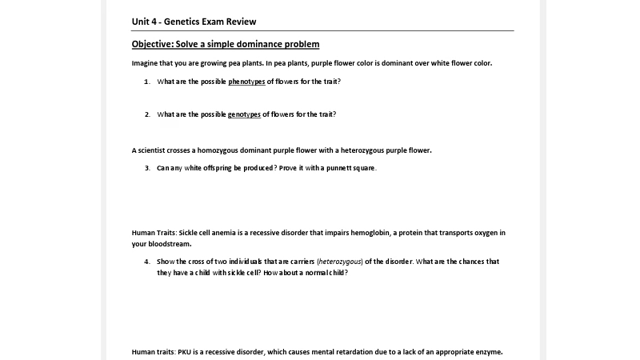 Unit 4 - Genetics Exam Review
Objective: Solve a simple dominance problem
Imagine that you are growing pea plants. In pea plants, purple flower color is dominant over white flower color.
1. What are the possible phenotypes of flowers for the trait?
2. What are the possible genotypes of flowers for the trait?
A scientist crosses a homozygous dominant purple flower with a heterozygous purple flower.
3. Can any white offspring be produced? Prove it with a punnett square.
Human Traits: Sickle cell anemia is a recessive disorder that impairs hemoglobin, a protein that transports oxygen in
your bloodstream.
4. Show the cross of two individuals that are carriers (heterozygous) of the disorder. What are the chances that
they have a child with sickle cell? How about a normal child?
Human traits: PKU is a recessive disorder, which causes mental retardation due to a lack of an appropriate enzyme.